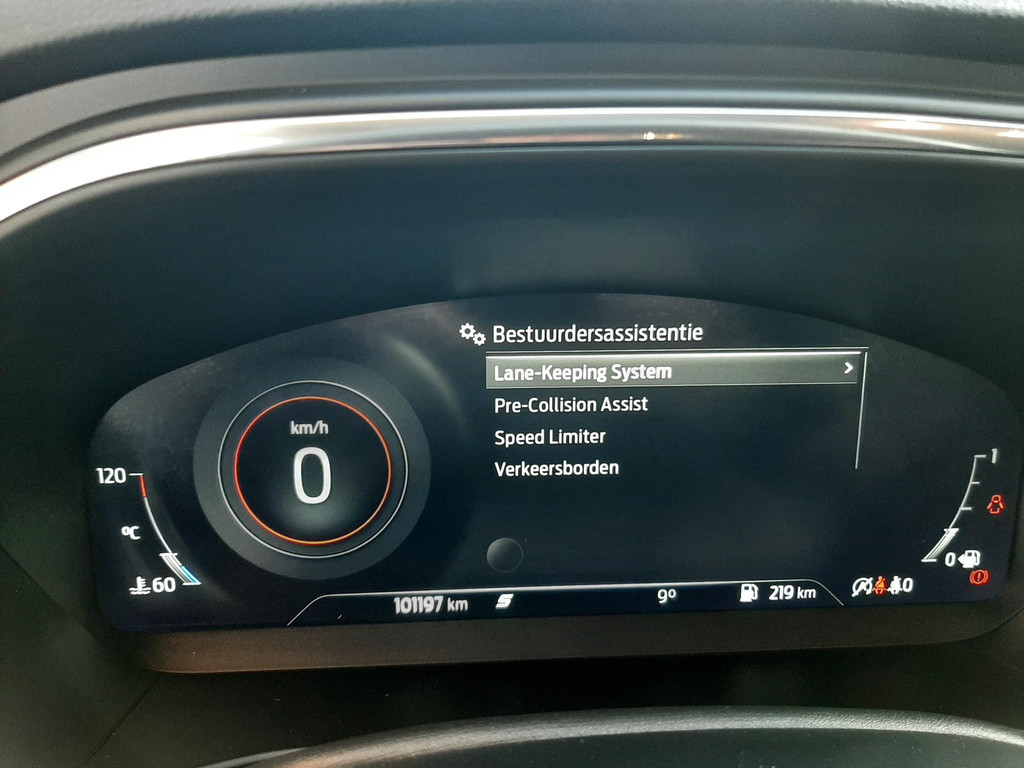 Bestuurdersassistentie
Lane-Keeping System
Pre-Collision Assist
Speed Limiter
Verkeersborden
km/h
0
120
°C
60
1
0
101197 km
9°
219 km
0